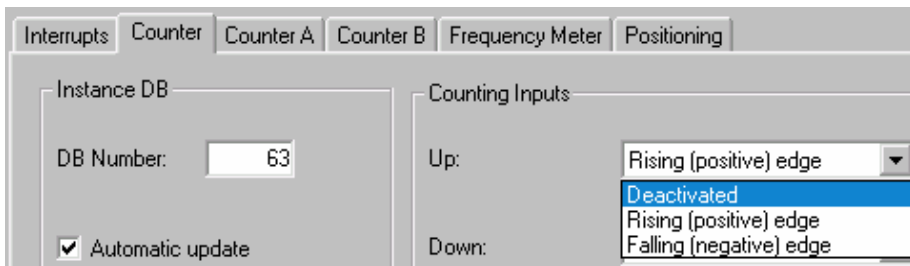 Interrupts Counter Counter A Counter B Frequency Meter Positioning
Instance DB
DB Number: 63
Automatic update
Counting Inputs
Up: Rising (positive) edge
Deactivated
Rising (positive) edge
Falling (negative) edge
Down: